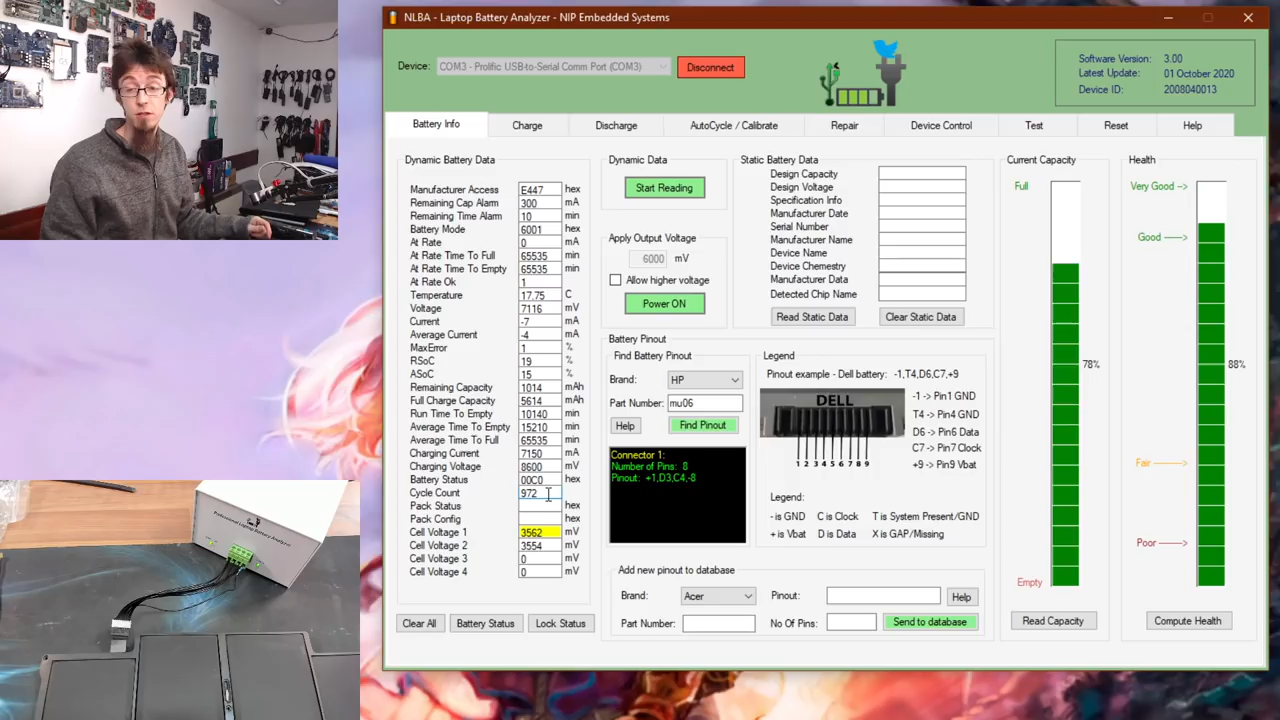 NLBA - Laptop Battery Analyzer - NIP Embedded Systems
Device: COM3 - Prolific USB-to-Serial Comm Port (COM3) Disconnect
Software Version: 3.00
Latest Update: 01 October 2020
Device ID: 2008040013
Battery Info Charge Discharge AutoCycle / Calibrate Repair Device Control Test Reset Help
Dynamic Battery Data
Manufacturer Access E447 hex
Remaining Cap Alarm 300 mA
Remaining Time Alarm 10 min
Battery Mode 6001 hex
At Rate 0 mA
At Rate Time To Full 65535 min
At Rate Time To Empty 65535 min
At Rate Ok 1
Temperature 17.75 C
Voltage 7116 mV
Current -7 mA
Average Current -4 mA
MaxError 1 %
RSoC 19 %
ASoC 15 %
Remaining Capacity 1014 mAh
Full Charge Capacity 5614 mAh
Run Time To Empty 10140 min
Average Time To Empty 15210 min
Average Time To Full 65535 min
Charging Current 7150 mA
Charging Voltage 8600 mV
Battery Status 00C0 hex
Cycle Count 972
Pack Status hex
Pack Config hex
Cell Voltage 1 3562 mV
Cell Voltage 2 3554 mV
Cell Voltage 3 0 mV
Cell Voltage 4 0 mV
Clear All Battery Status Lock Status
Dynamic Data
Start Reading
Apply Output Voltage
6000 mV
Allow higher voltage
Power ON
Static Battery Data
Design Capacity
Design Voltage
Specification Info
Manufacturer Date
Serial Number
Manufacturer Name
Device Name
Device Chemestry
Manufacturer Data
Detected Chip Name
Read Static Data Clear Static Data
Battery Pinout
Find Battery Pinout
Brand: HP
Part Number: mu06
Help Find Pinout
Connector 1:
Number of Pins: 8
Pinout: +1,D3,C4,-8
Legend
Pinout example - Dell battery: -1,T4,D6,C7,+9
DELL
1 2 3 4 5 6 7 8 9
-1 -> Pin1 GND
T4 -> Pin4 GND
D6 -> Pin6 Data
C7 -> Pin7 Clock
+9 -> Pin9 Vbat
Legend:
- is GND C is Clock T is System Present/GND
+ is Vbat D is Data X is GAP/Missing
Add new pinout to database
Brand: Acer Pinout: Help
Part Number: No Of Pins: Send to database
Current Capacity
Full
78%
Empty
Read Capacity
Health
Very Good -->
Good --->
88%
Fair --->
Poor --->
Compute Health
Professional Laptop Battery Analyzer